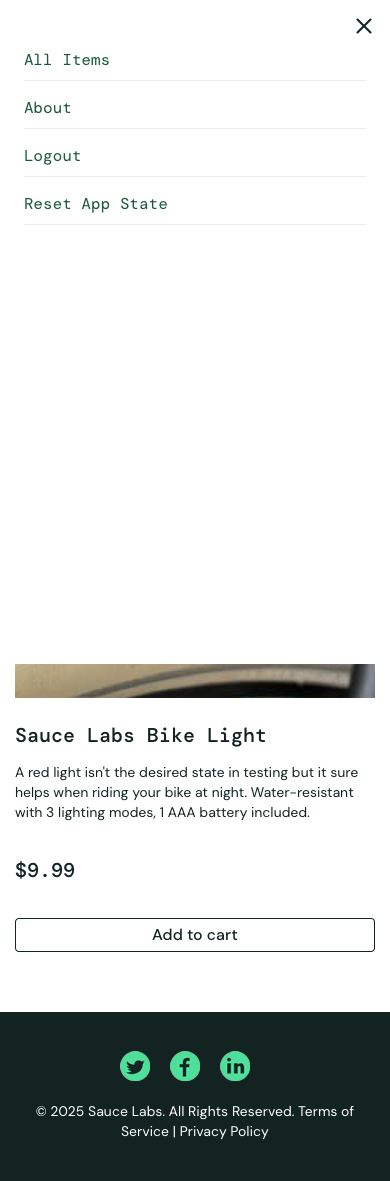 All Items
About
Logout
Reset App State
Sauce Labs Bike Light
A red light isn't the desired state in testing but it sure
helps when riding your bike at night. Water-resistant
with 3 lighting modes, 1 AAA battery included.
$9.99
Add to cart
© 2025 Sauce Labs. All Rights Reserved. Terms of
Service | Privacy Policy